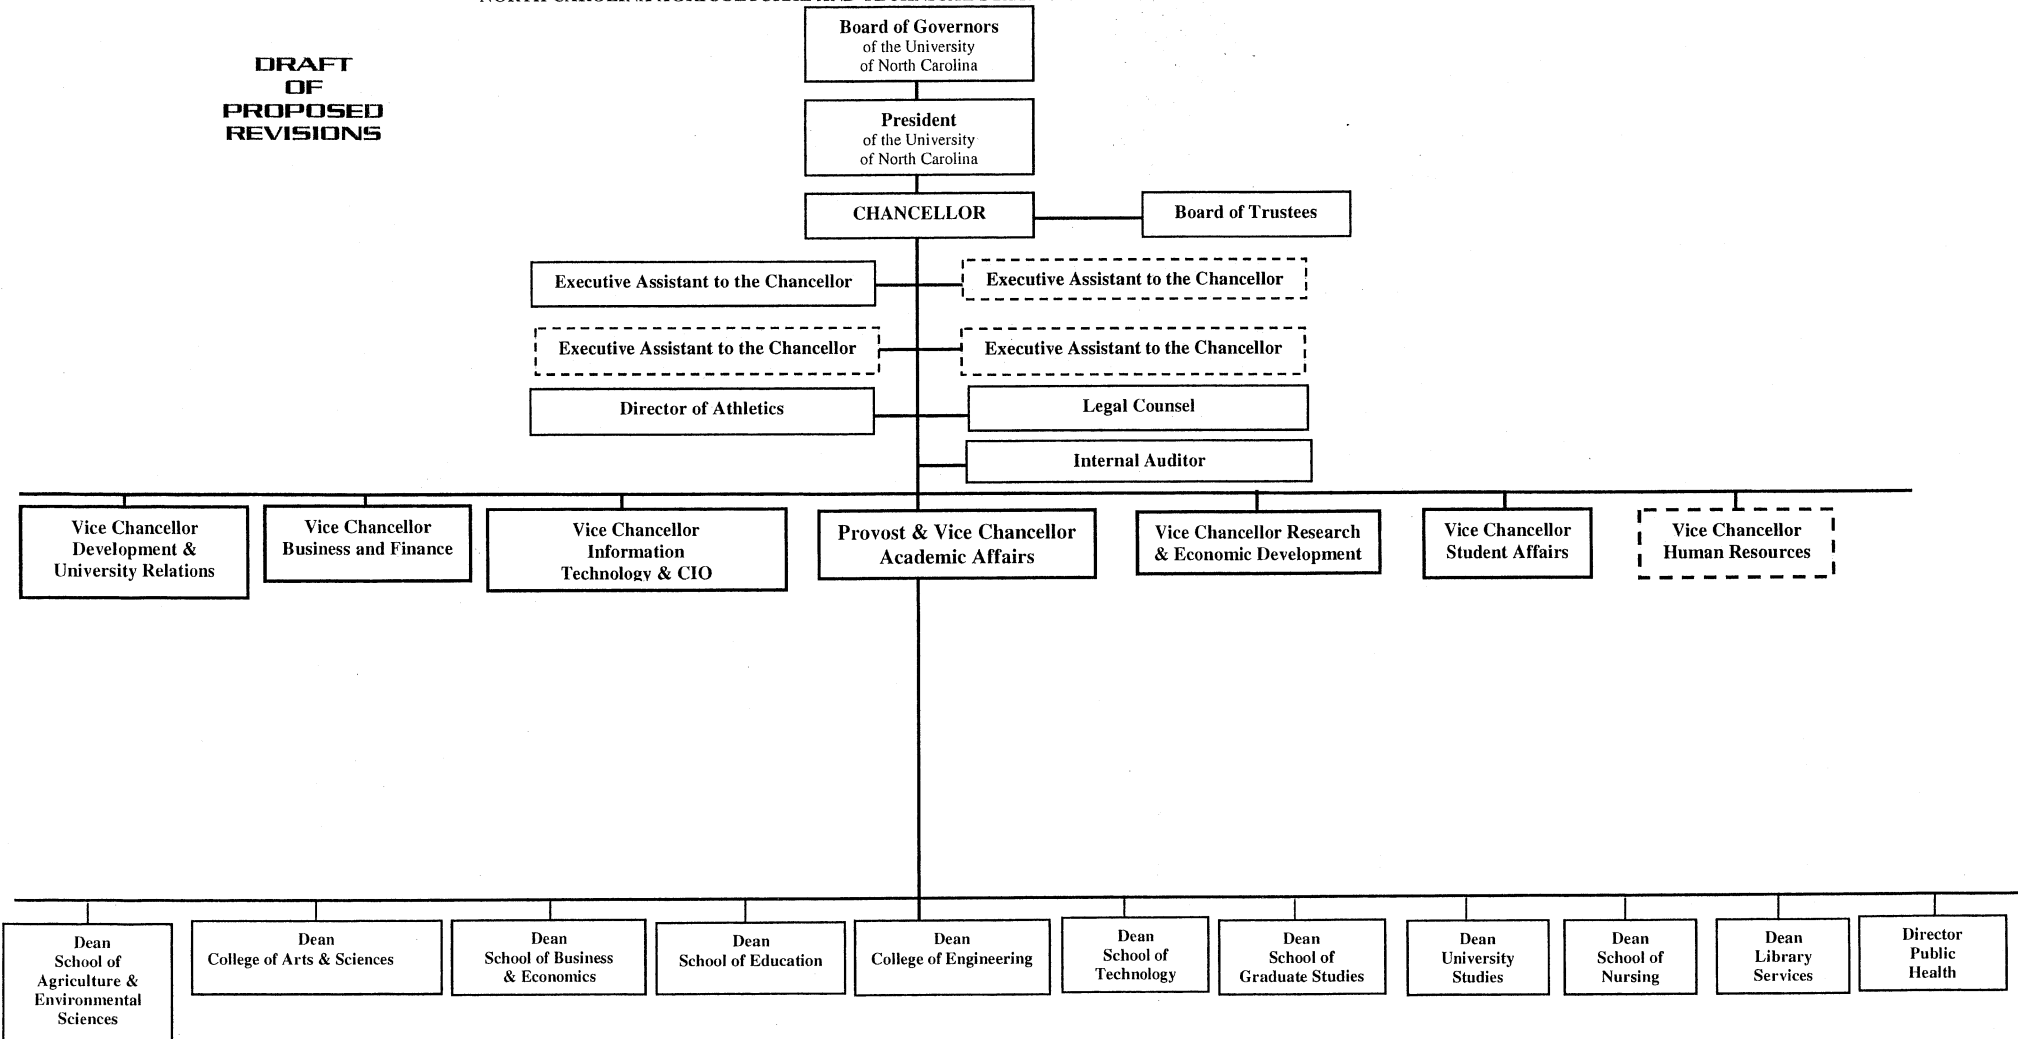 Board of Governors
of the University
of North Carolina
DRAFT
OF
PROPOSED
REVISIONS
President
of the University
of North Carolina
CHANCELLOR
Board of Trustees
Executive Assistant to the Chancellor
Executive Assistant to the Chancellor
Executive Assistant to the Chancellor
Executive Assistant to the Chancellor
Director of Athletics
Legal Counsel
Internal Auditor
Vice Chancellor
Development &
University Relations
Vice Chancellor
Business and Finance
Vice Chancellor
Information
Technology & CIO
Provost & Vice Chancellor
Academic Affairs
Vice Chancellor Research
& Economic Development
Vice Chancellor
Student Affairs
Vice Chancellor
Human Resources
Dean
School of
Agriculture &
Environmental
Sciences
Dean
College of Arts & Sciences
Dean
School of Business
& Economics
Dean
School of Education
Dean
College of Engineering
Dean
School of
Technology
Dean
School of
Graduate Studies
Dean
University
Studies
Dean
School of
Nursing
Dean
Library
Services
Director
Public
Health